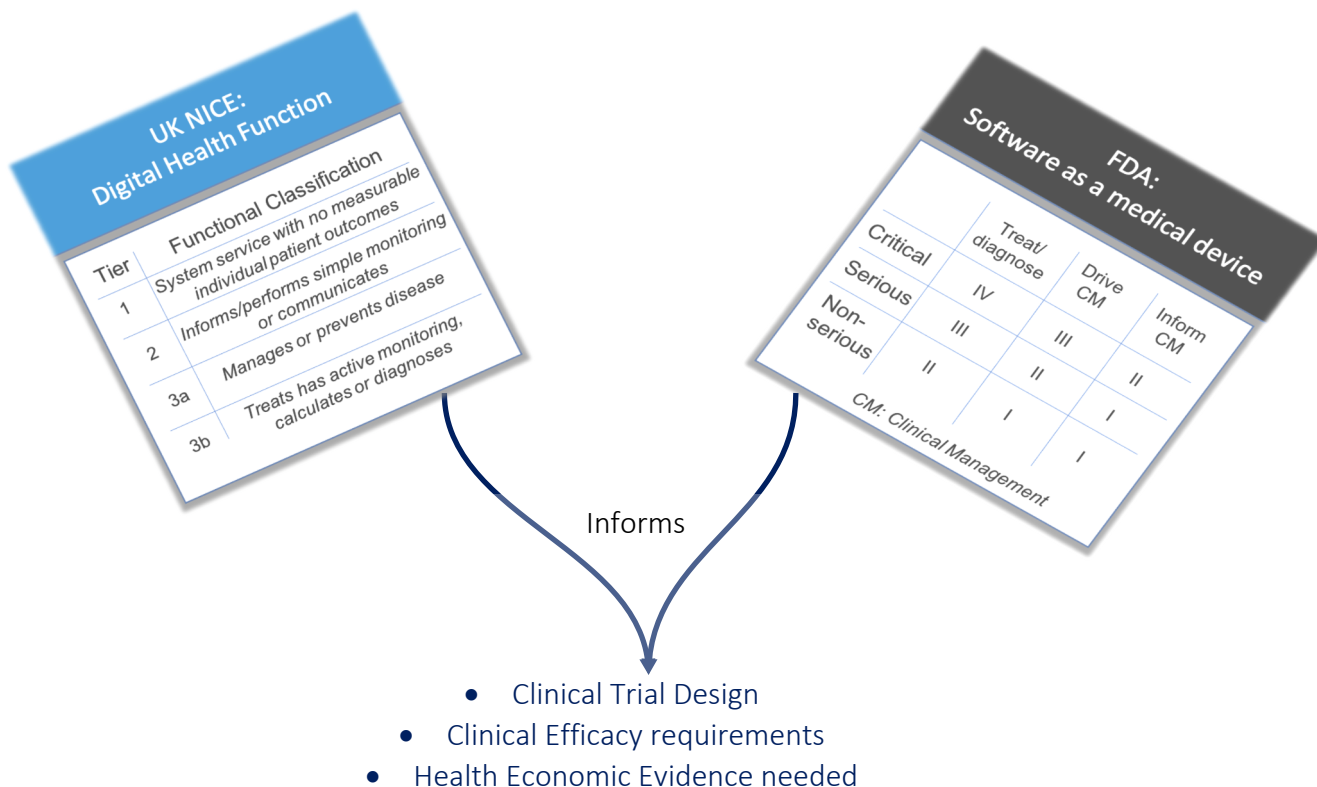 UK NICE:
Digital Health Function
Tier Functional Classification
1 System service with no measurable
individual patient outcomes
2 Informs/performs simple monitoring
or communicates
3a Manages or prevents disease
3b Treats has active monitoring,
calculates or diagnoses
FDA:
Software as a medical device
Treat/
diagnose
Drive
CM
Inform
CM
Critical IV III II
Serious III II I
Non-
serious II I I
CM: Clinical Management
Informs
• Clinical Trial Design
• Clinical Efficacy requirements
• Health Economic Evidence needed